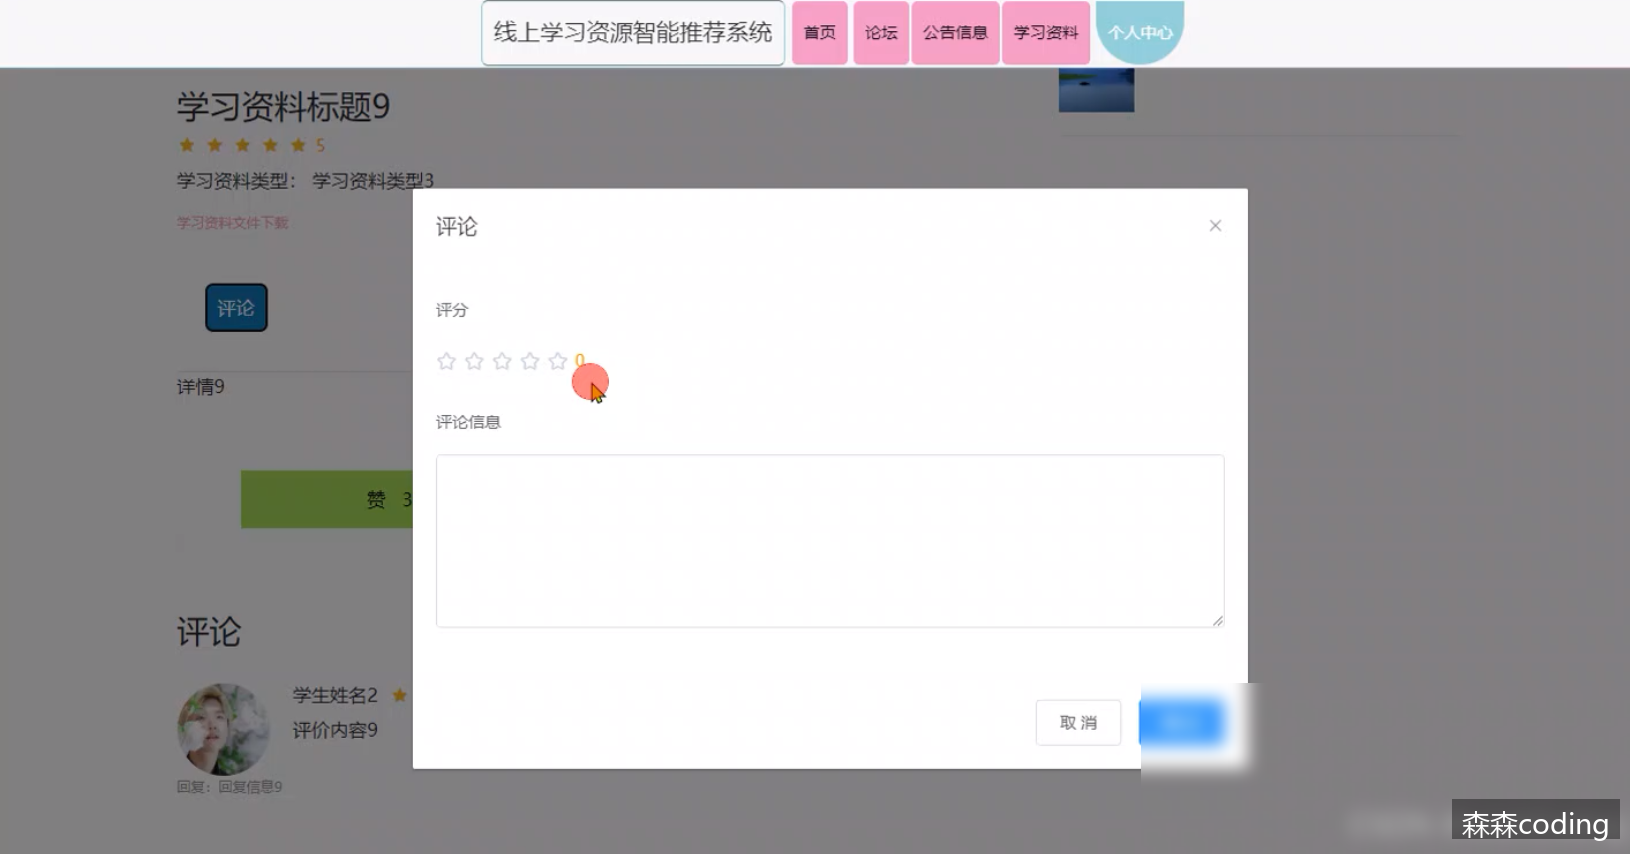 线上学习资源智能推荐系统
首页
论坛
公告信息
学习资料
个人中心
学习资料标题9
5
学习资料类型： 学习资料类型3
学习资料文件下载
评论
详情9
赞 3
评论
学生姓名2
评价内容9
回复：回复信息9
评论
评分
0
评论信息
取 消
森森coding